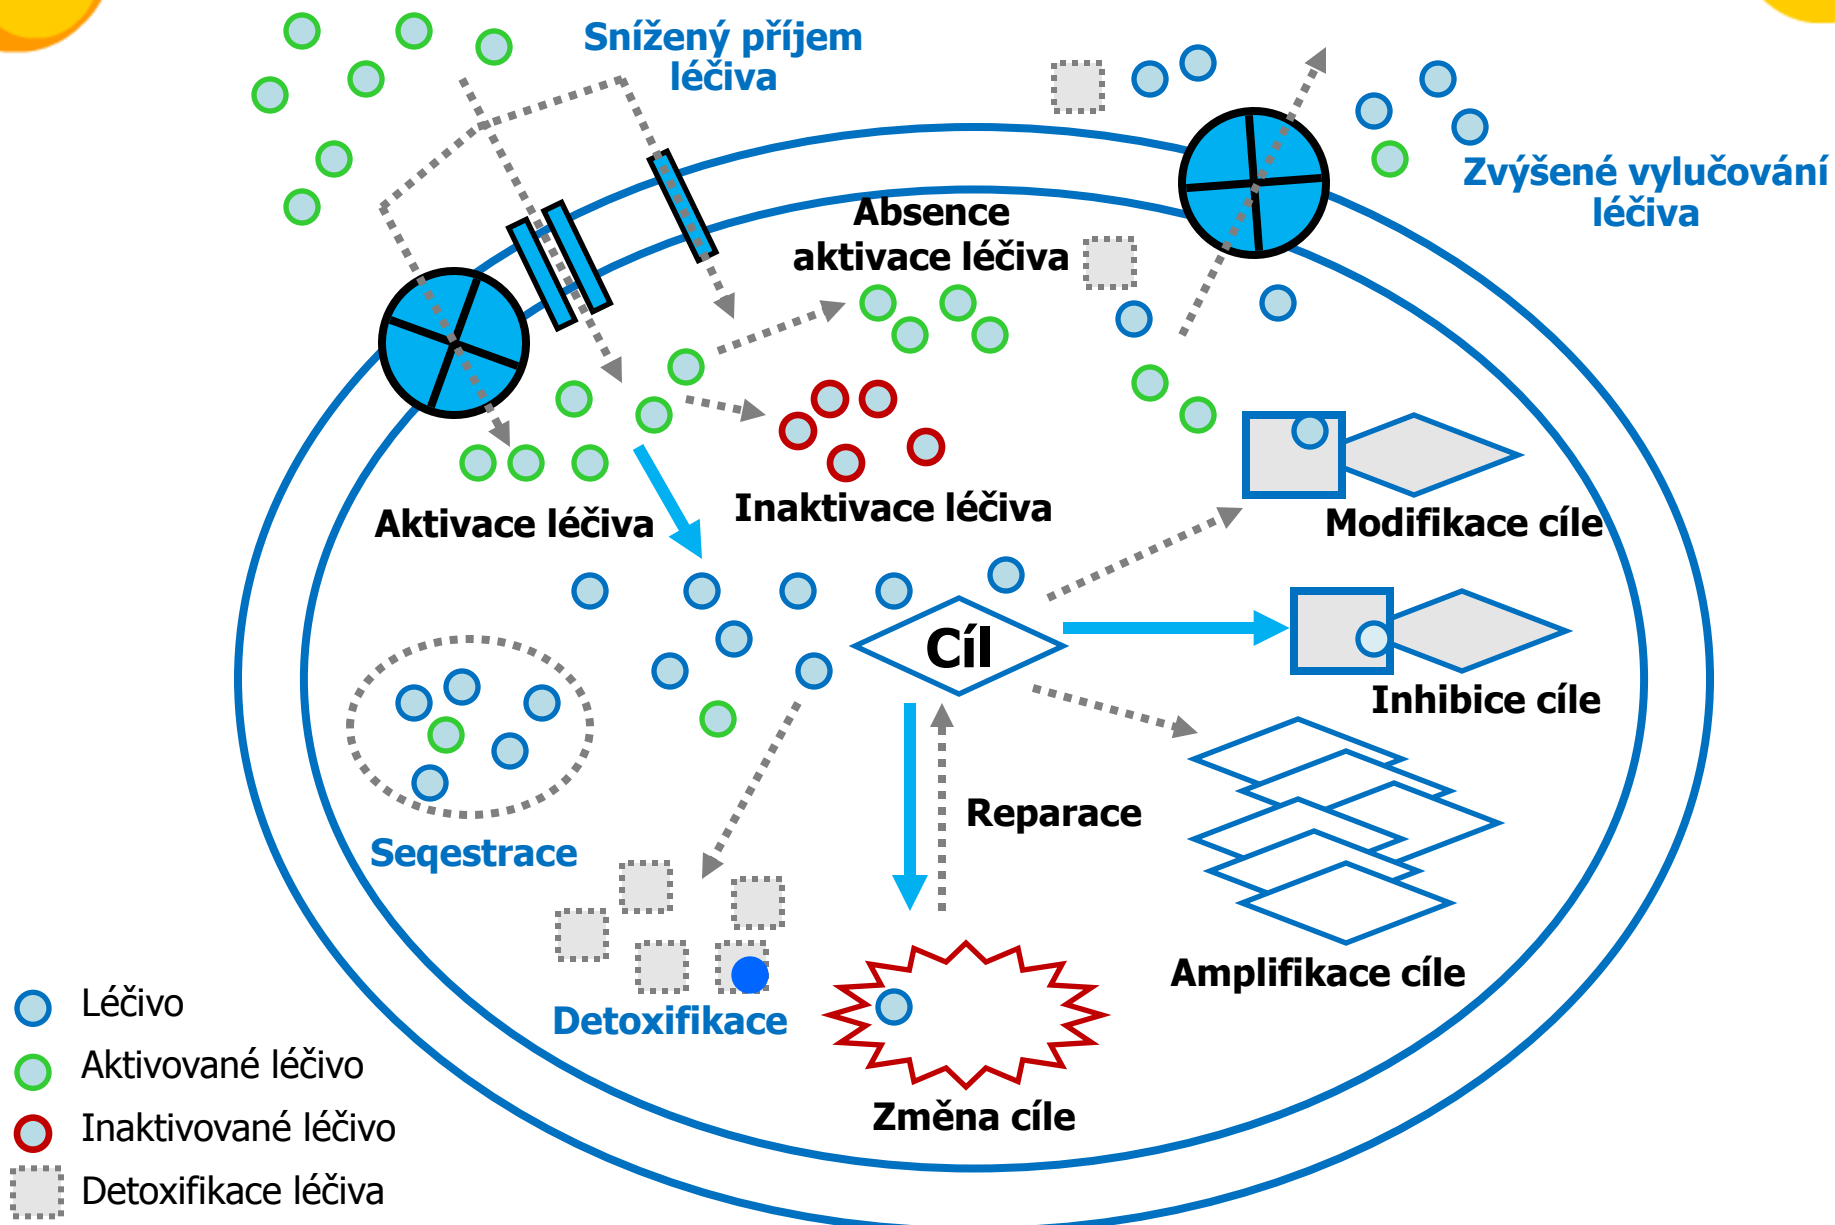 Snížený příjem
léčiva
Zvýšené vylučování
léčiva
Absence
aktivace léčiva
Aktivace léčiva
Inaktivace léčiva
Modifikace cíle
Cíl
Inhibice cíle
Reparace
Seqestrace
Amplifikace cíle
Detoxifikace
Změna cíle
Léčivo
Aktivované léčivo
Inaktivované léčivo
Detoxifikace léčiva